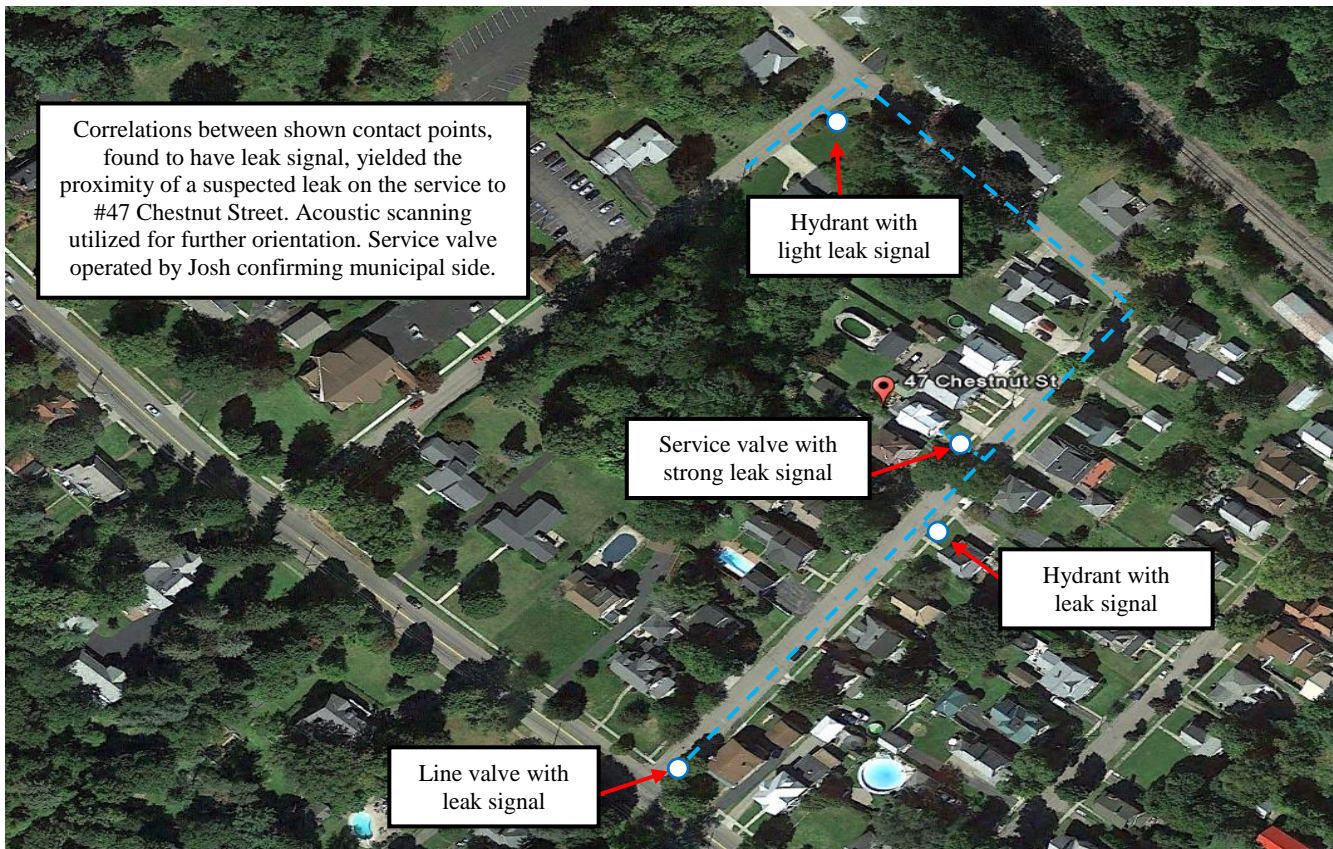 Correlations between shown contact points,
found to have leak signal, yielded the
proximity of a suspected leak on the service to
#47 Chestnut Street. Acoustic scanning
utilized for further orientation. Service valve
operated by Josh confirming municipal side.
Hydrant with
light leak signal
47 Chestnut St
Service valve with
strong leak signal
Hydrant with
leak signal
Line valve with
leak signal